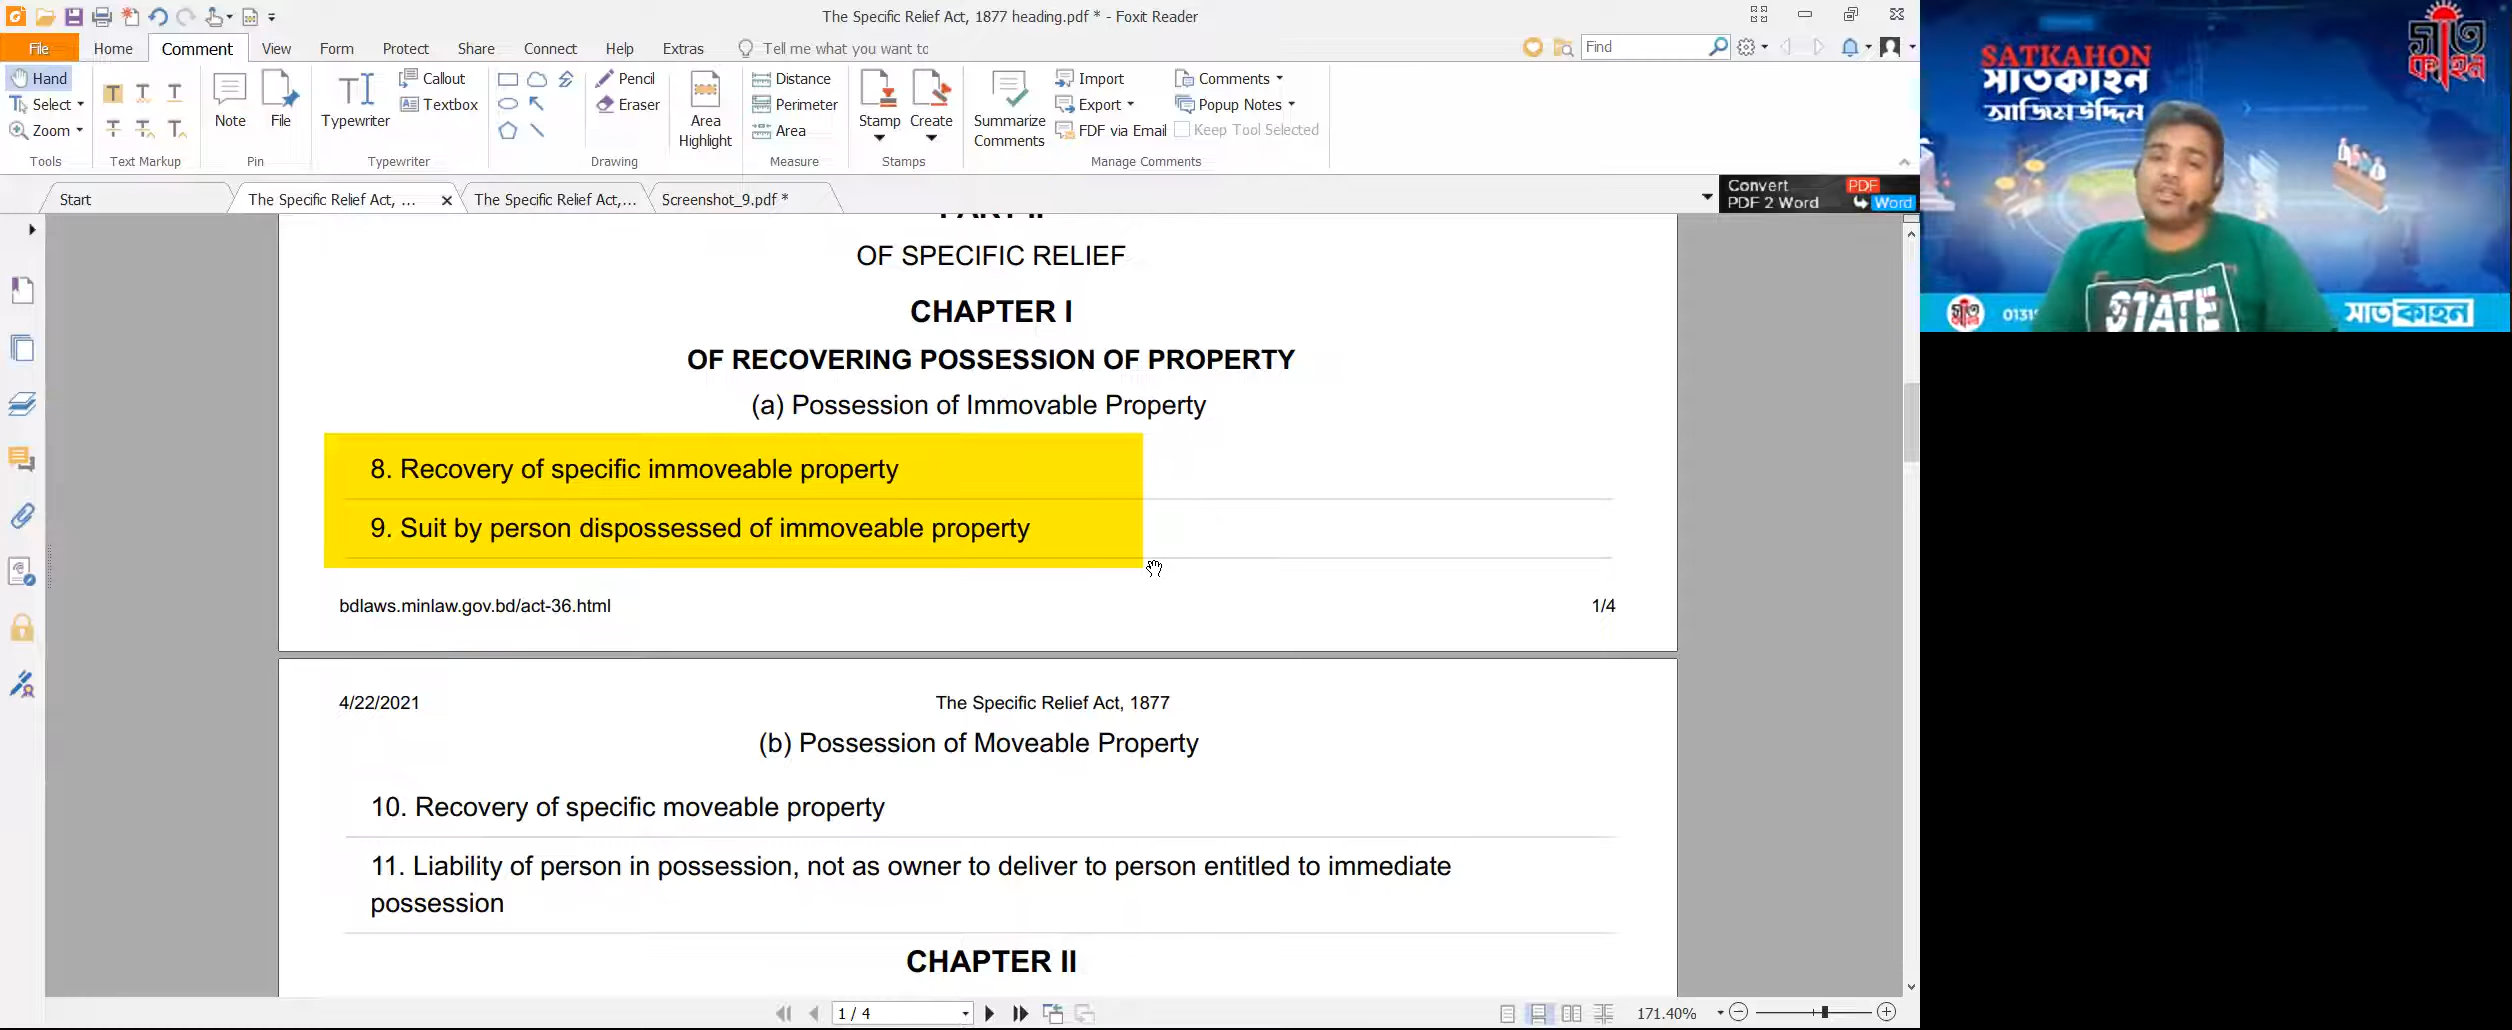 The Specific Relief Act, 1877 heading.pdf * - Foxit Reader
File Home Comment View Form Protect Share Connect Help Extras Tell me what you want to Find
Hand
Select
Zoom
Tools
Text Markup
Note
File
Pin
Typewriter
Callout
Textbox
Typewriter
Pencil
Eraser
Drawing
Area
Highlight
Distance
Perimeter
Area
Measure
Stamp
Create
Stamps
Summarize
Comments
Import
Export
FDF via Email
Comments
Popup Notes
Keep Tool Selected
Manage Comments
Start
The Specific Relief Act, ...
The Specific Relief Act,...
Screenshot_9.pdf *
Convert PDF
PDF 2 Word Word
PART II
OF SPECIFIC RELIEF
CHAPTER I
OF RECOVERING POSSESSION OF PROPERTY
(a) Possession of Immovable Property
8. Recovery of specific immoveable property
9. Suit by person dispossessed of immoveable property
bdlaws.minlaw.gov.bd/act-36.html 1/4
4/22/2021 The Specific Relief Act, 1877
(b) Possession of Moveable Property
10. Recovery of specific moveable property
11. Liability of person in possession, not as owner to deliver to person entitled to immediate
possession
CHAPTER II
1 / 4
171.40%
SATKAHON
সাতকাহন
আজিম উদ্দিন
সাত
কাহন
STATE
সাত কাহন